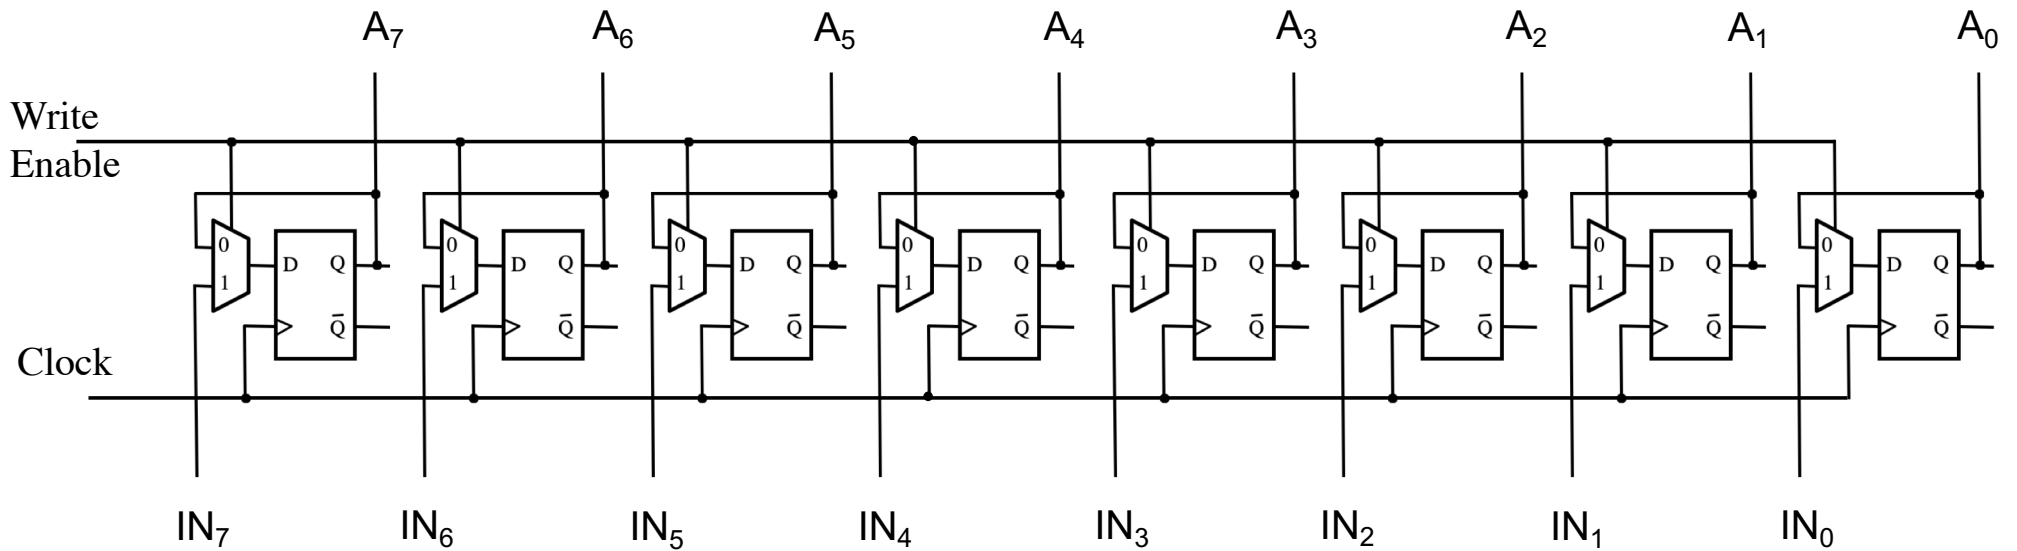 A₇ A₆ A₅ A₄ A₃ A₂ A₁ A₀
Write
Enable
0 0 0 0 0 0 0 0
D Q D Q D Q D Q D Q D Q D Q D Q
1 1 1 1 1 1 1 1
Q̅ Q̅ Q̅ Q̅ Q̅ Q̅ Q̅ Q̅
Clock
IN₇ IN₆ IN₅ IN₄ IN₃ IN₂ IN₁ IN₀